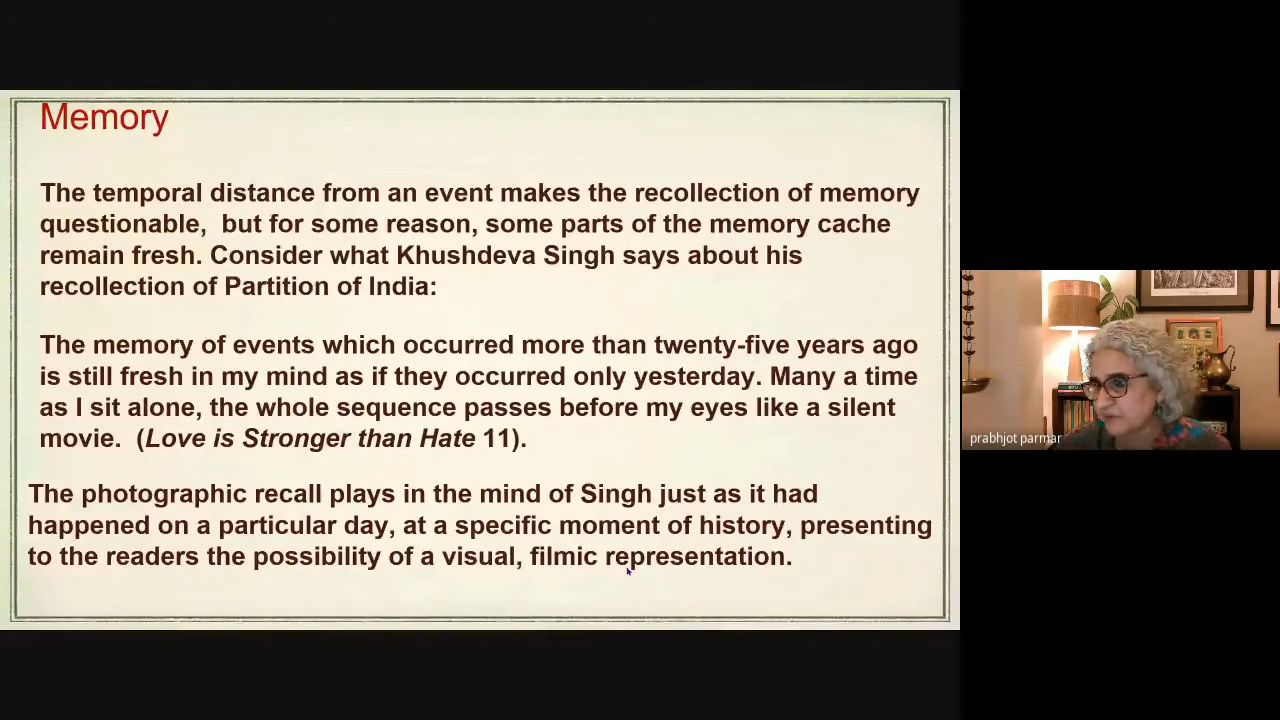 Memory
The temporal distance from an event makes the recollection of memory
questionable,  but for some reason, some parts of the memory cache
remain fresh. Consider what Khushdeva Singh says about his
recollection of Partition of India:
The memory of events which occurred more than twenty-five years ago
is still fresh in my mind as if they occurred only yesterday. Many a time
as I sit alone, the whole sequence passes before my eyes like a silent
movie.  (Love is Stronger than Hate 11).
The photographic recall plays in the mind of Singh just as it had
happened on a particular day, at a specific moment of history, presenting
to the readers the possibility of a visual, filmic representation.
prabhjot parmar